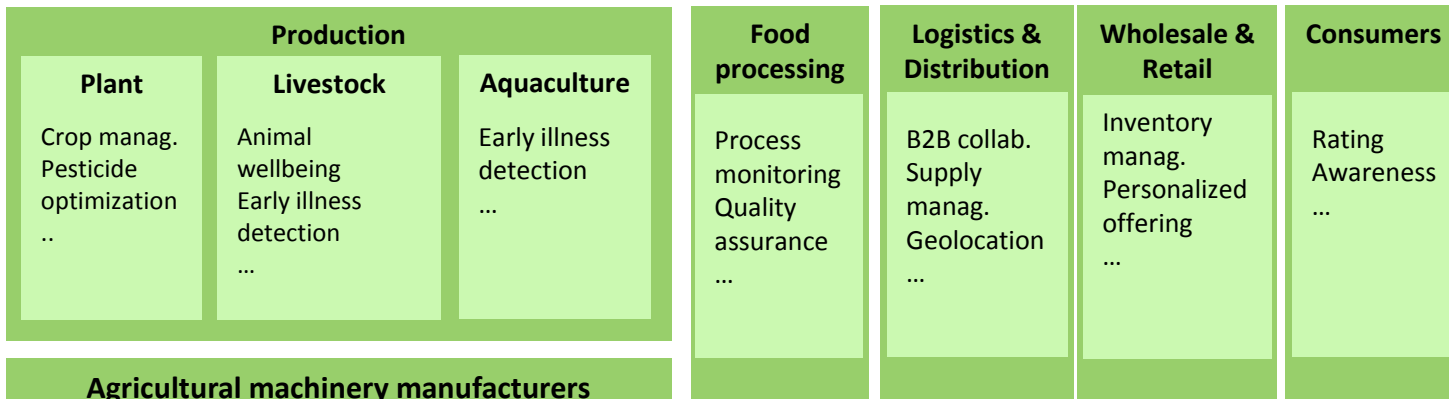 Production
Plant
Crop manag.
Pesticide
optimization
..
Livestock
Animal
wellbeing
Early illness
detection
...
Aquaculture
Early illness
detection
...
Agricultural machinery manufacturers
Food
processing
Process
monitoring
Quality
assurance
...
Logistics &
Distribution
B2B collab.
Supply
manag.
Geolocation
...
Wholesale &
Retail
Inventory
manag.
Personalized
offering
...
Consumers
Rating
Awareness
...